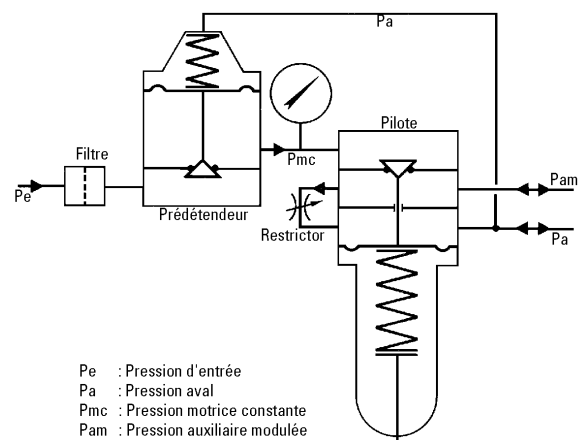 Pa
Filtre
Pilote
Pe
Pmc
Pam
Prédétendeur
Restrictor
Pa
Pe : Pression d'entrée
Pa : Pression aval
Pmc : Pression motrice constante
Pam : Pression auxiliaire modulée